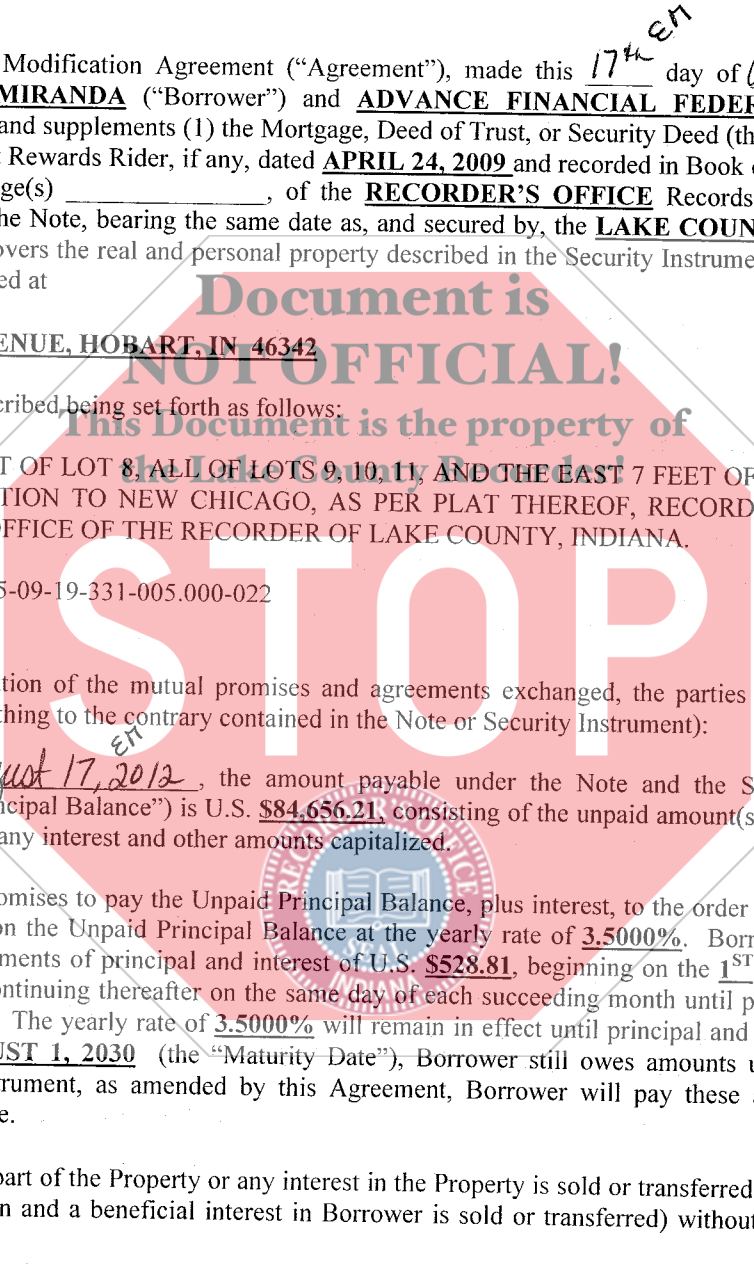 EM
Modification Agreement (“Agreement”), made this 17th day of
MIRANDA (“Borrower”) and ADVANCE FINANCIAL FEDER
and supplements (1) the Mortgage, Deed of Trust, or Security Deed (th
Rewards Rider, if any, dated APRIL 24, 2009 and recorded in Book
ge(s) _______________, of the RECORDER'S OFFICE Records
he Note, bearing the same date as, and secured by, the LAKE COUN
overs the real and personal property described in the Security Instrume
ed at
Document is
ENUE, HOBART, IN 46342
NOT OFFICIAL!
cribed being set forth as follows:
This Document is the property of
the Lake County Recorder!
T OF LOT 8, ALL OF LOTS 9, 10, 11, AND THE EAST 7 FEET OF
TION TO NEW CHICAGO, AS PER PLAT THEREOF, RECORD
OFFICE OF THE RECORDER OF LAKE COUNTY, INDIANA.
5-09-19-331-005.000-022
STOP
tion of the mutual promises and agreements exchanged, the parties
thing to the contrary contained in the Note or Security Instrument):
EM
gust 17, 2012, the amount payable under the Note and the S
ncipal Balance”) is U.S. $84,656.21, consisting of the unpaid amount(s
any interest and other amounts capitalized.
RECORDER'S OFFICE
SEAL
INDIANA
omises to pay the Unpaid Principal Balance, plus interest, to the order
on the Unpaid Principal Balance at the yearly rate of 3.5000%. Borr
ments of principal and interest of U.S. $528.81, beginning on the 1ST
ontinuing thereafter on the same day of each succeeding month until p
The yearly rate of 3.5000% will remain in effect until principal and
UST 1, 2030 (the “Maturity Date”), Borrower still owes amounts u
trument, as amended by this Agreement, Borrower will pay these
e.
part of the Property or any interest in the Property is sold or transferred
n and a beneficial interest in Borrower is sold or transferred) without